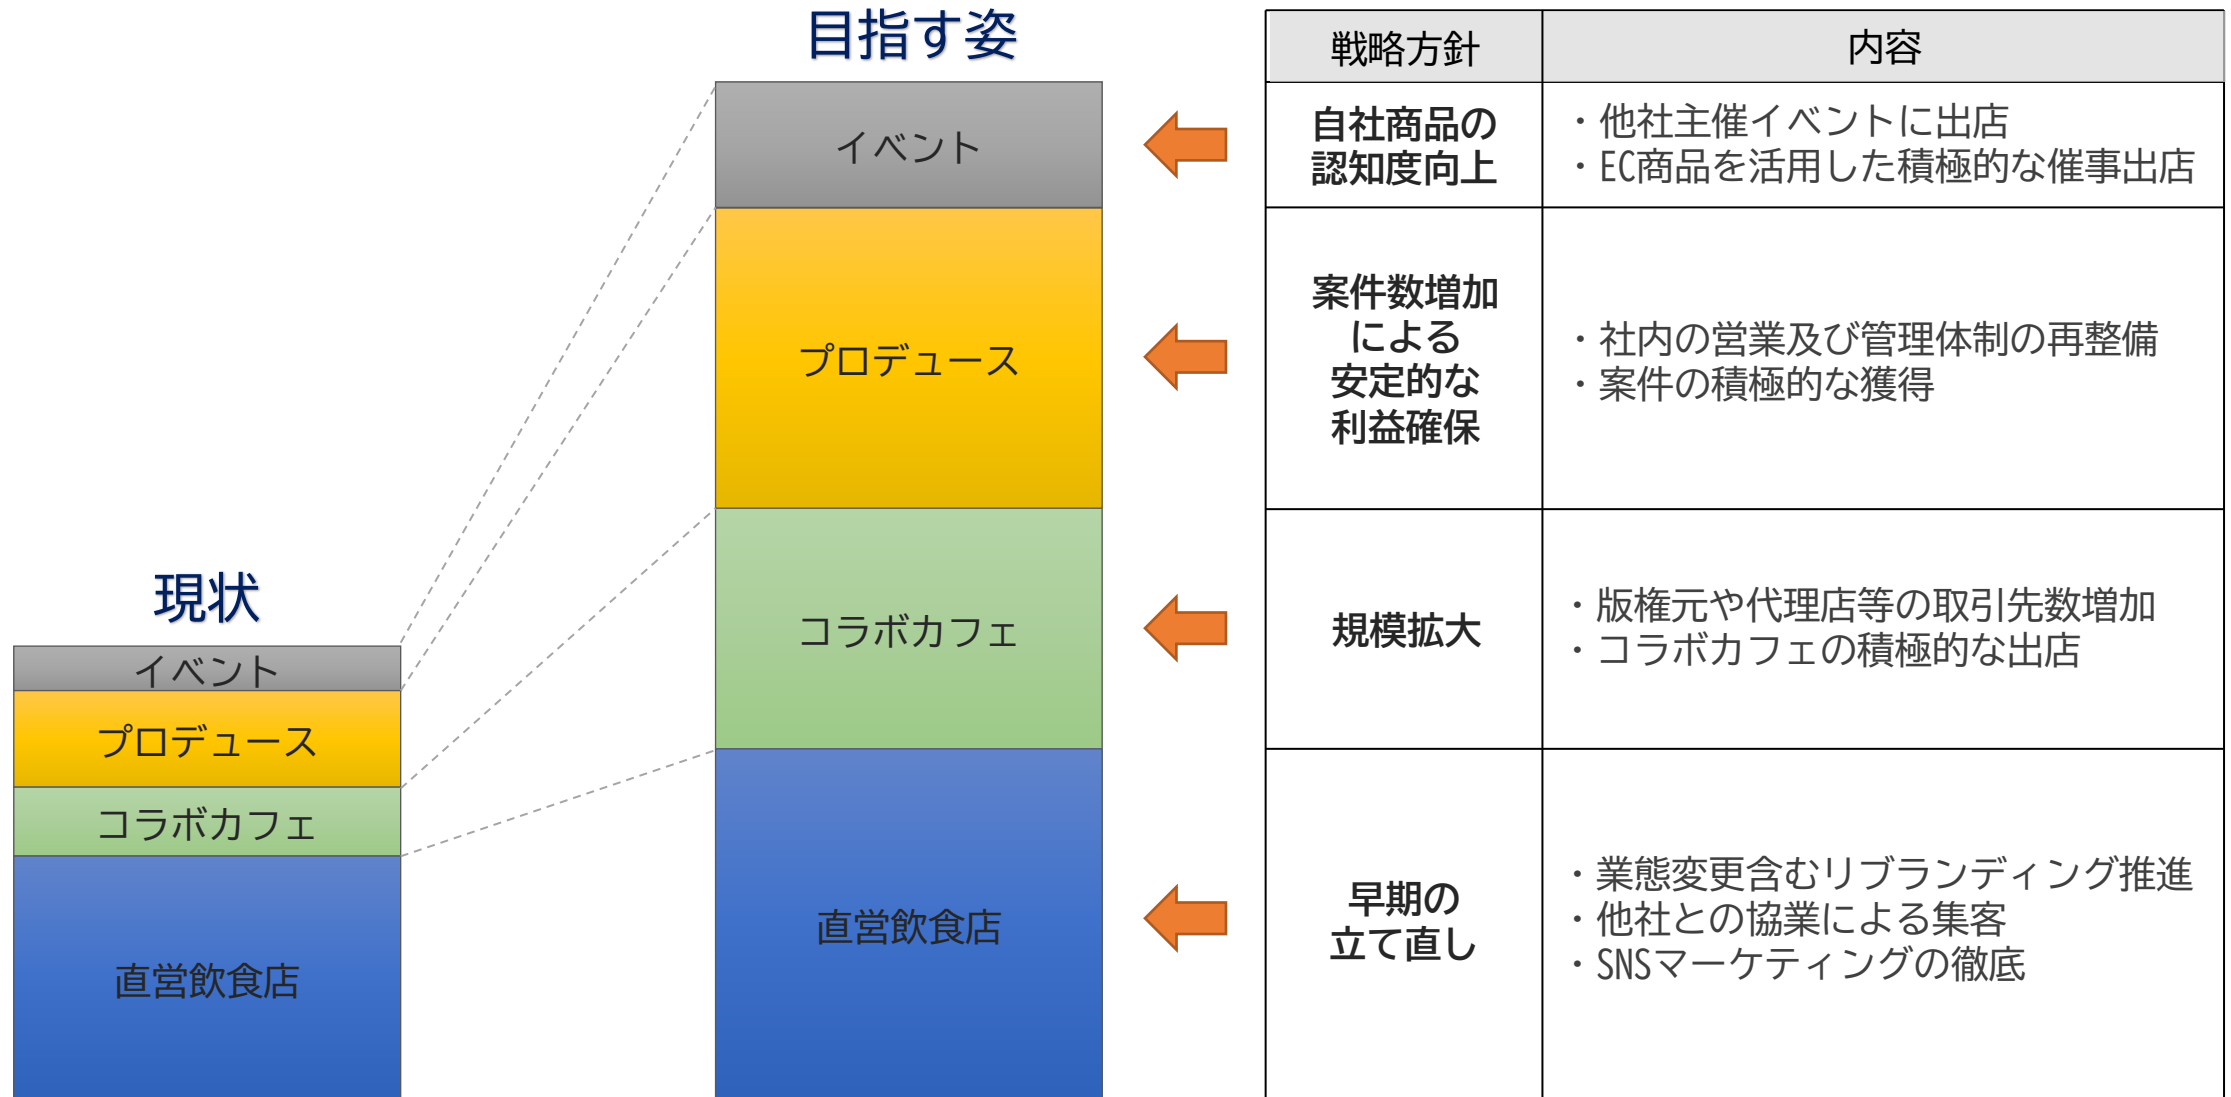 目指す姿
イベント
プロデュース
コラボカフェ
直営飲食店
現状
イベント
プロデュース
コラボカフェ
直営飲食店
戦略方針
内容
自社商品の
認知度向上
・他社主催イベントに出店
・EC商品を活用した積極的な催事出店
案件数増加
による
安定的な
利益確保
・社内の営業及び管理体制の再整備
・案件の積極的な獲得
規模拡大
・版権元や代理店等の取引先数増加
・コラボカフェの積極的な出店
早期の
立て直し
・業態変更含むリブランディング推進
・他社との協業による集客
・SNSマーケティングの徹底